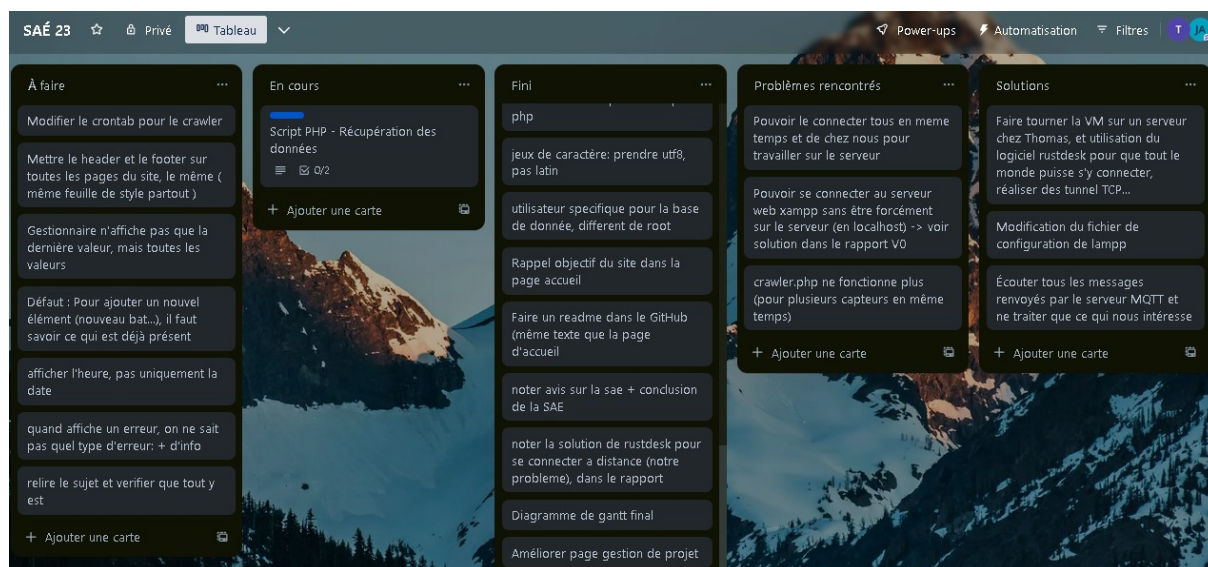 SAÉ 23
Privé
Tableau
Power-ups
Automatisation
Filtres
T
JA
À faire
Modifier le crontab pour le crawler
Mettre le header et le footer sur
toutes les pages du site, le même (
même feuille de style partout )
Gestionnaire n'affiche pas que la
dernière valeur, mais toutes les
valeurs
Défaut : Pour ajouter un nouvel
élément (nouveau bat...), il faut
savoir ce qui est déjà présent
afficher l'heure, pas uniquement la
date
quand affiche un erreur, on ne sait
pas quel type d'erreur: + d'info
relire le sujet et verifier que tout y
est
+ Ajouter une carte
En cours
Script PHP - Récupération des
données
0/2
+ Ajouter une carte
Fini
php
jeux de caractère: prendre utf8,
pas latin
utilisateur specifique pour la base
de donnée, different de root
Rappel objectif du site dans la
page accueil
Faire un readme dans le GitHub
(même texte que la page
d'accueil
noter avis sur la sae + conclusion
de la SAE
noter la solution de rustdesk pour
se connecter a distance (notre
probleme), dans le rapport
Diagramme de gantt final
Améliorer page gestion de projet
Problèmes rencontrés
Pouvoir le connecter tous en meme
temps et de chez nous pour
travailler sur le serveur
Pouvoir se connecter au serveur
web xampp sans être forcément
sur le serveur (en localhost) -> voir
solution dans le rapport V0
crawler.php ne fonctionne plus
(pour plusieurs capteurs en même
temps)
+ Ajouter une carte
Solutions
Faire tourner la VM sur un serveur
chez Thomas, et utilisation du
logiciel rustdesk pour que tout le
monde puisse s'y connecter,
réaliser des tunnel TCP...
Modification du fichier de
configuration de lampp
Écouter tous les messages
renvoyés par le serveur MQTT et
ne traiter que ce qui nous intéresse
+ Ajouter une carte